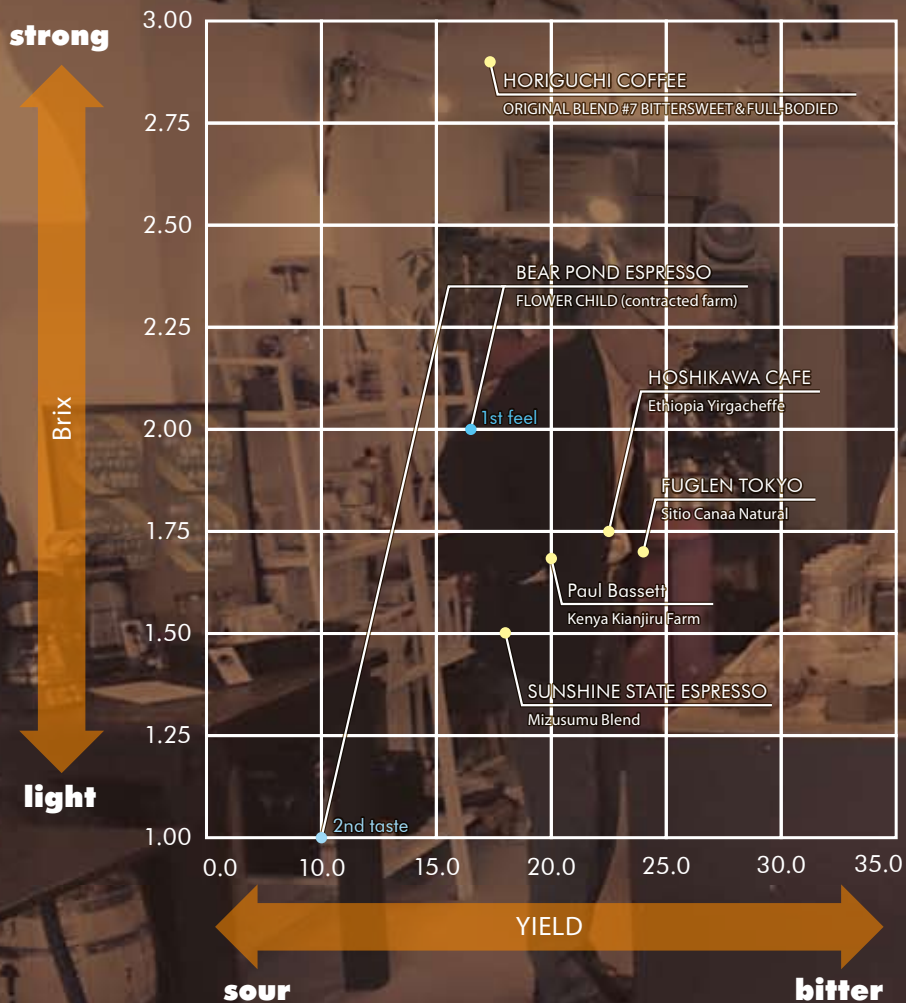 strong
3.00
HORIGUCHI COFFEE
ORIGINAL BLEND #7 BITTERSWEET & FULL-BODIED
2.75
2.50
BEAR POND ESPRESSO
FLOWER CHILD (contracted farm)
2.25
HOSHIKAWA CAFE
Ethiopia Yirgacheffe
1st feel
2.00
Brix
FUGLEN TOKYO
Sitio Canaa Natural
1.75
Paul Bassett
Kenya Kianjiru Farm
1.50
SUNSHINE STATE ESPRESSO
Mizusumu Blend
1.25
light
2nd taste
1.00
0.0 10.0 15.0 20.0 25.0 30.0 35.0
YIELD
sour bitter